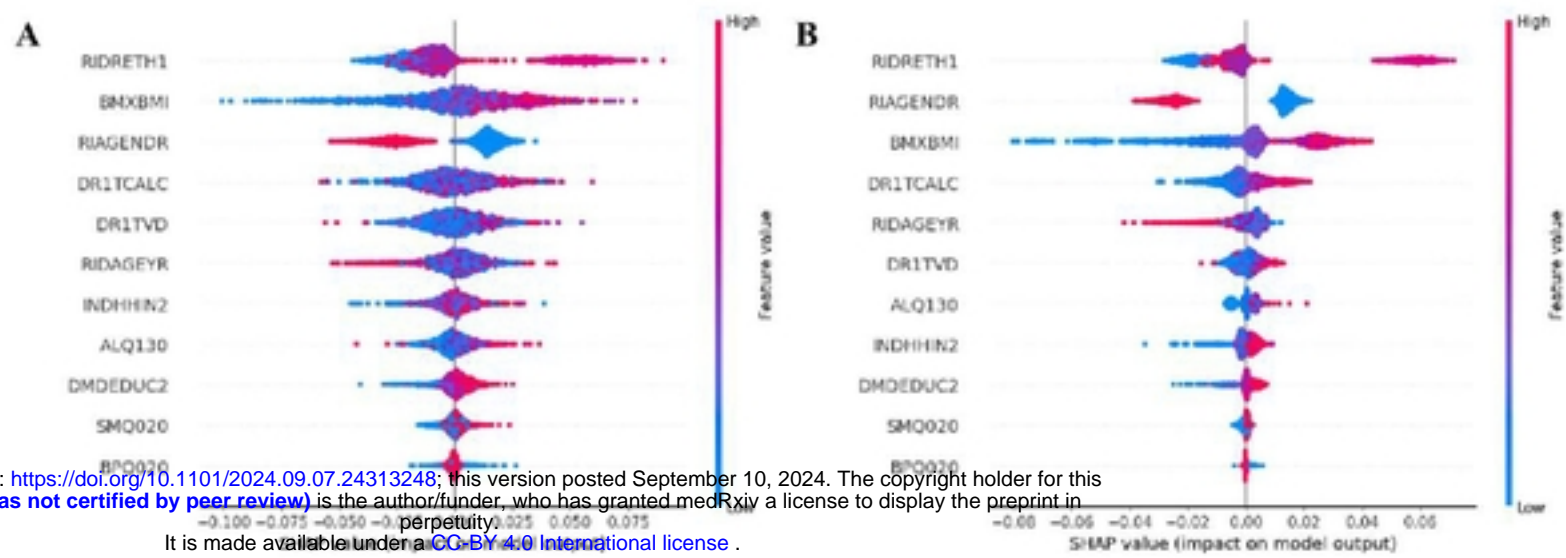 A
High
RIDRETH1
BMXBMI
RIAGENDR
DR1TCALC
DR1TVD
RIDAGEYR
INDHHIN2
ALQ130
DMDEDUC2
SMQ020
BPQ020
Feature value
Low
-0.100 -0.075 -0.050 0.025 0.050 0.075
B
High
RIDRETH1
RIAGENDR
BMXBMI
DR1TCALC
RIDAGEYR
DR1TVD
ALQ130
INDHHIN2
DMDEDUC2
SMQ020
BPQ020
Feature value
Low
-0.08 -0.06 -0.04 -0.02 0.00 0.02 0.04 0.06
SHAP value (impact on model output)
: https://doi.org/10.1101/2024.09.07.24313248; this version posted September 10, 2024. The copyright holder for this
as not certified by peer review) is the author/funder, who has granted medRxiv a license to display the preprint in
perpetuity.
It is made available under a CC-BY 4.0 International license .